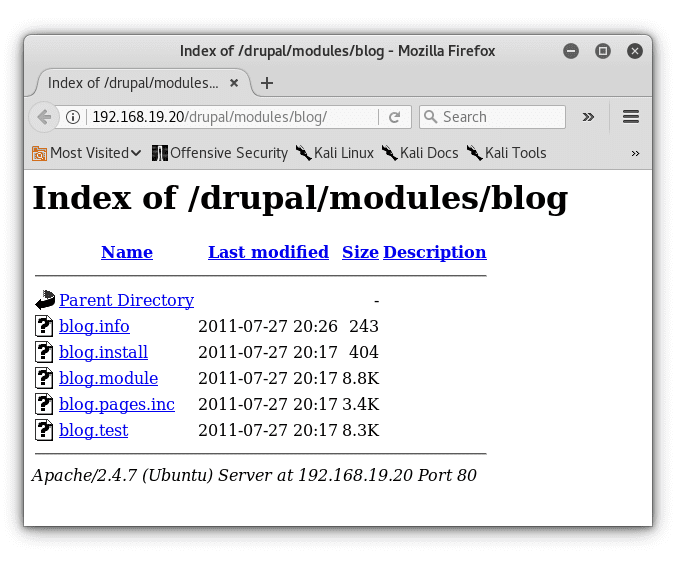 Index of /drupal/modules/blog - Mozilla Firefox
Index of /drupal/modules...
192.168.19.20/drupal/modules/blog/ Search
Most Visited Offensive Security Kali Linux Kali Docs Kali Tools
Index of /drupal/modules/blog
Name Last modified Size Description
Parent Directory -
blog.info 2011-07-27 20:26 243
blog.install 2011-07-27 20:17 404
blog.module 2011-07-27 20:17 8.8K
blog.pages.inc 2011-07-27 20:17 3.4K
blog.test 2011-07-27 20:17 8.3K
Apache/2.4.7 (Ubuntu) Server at 192.168.19.20 Port 80